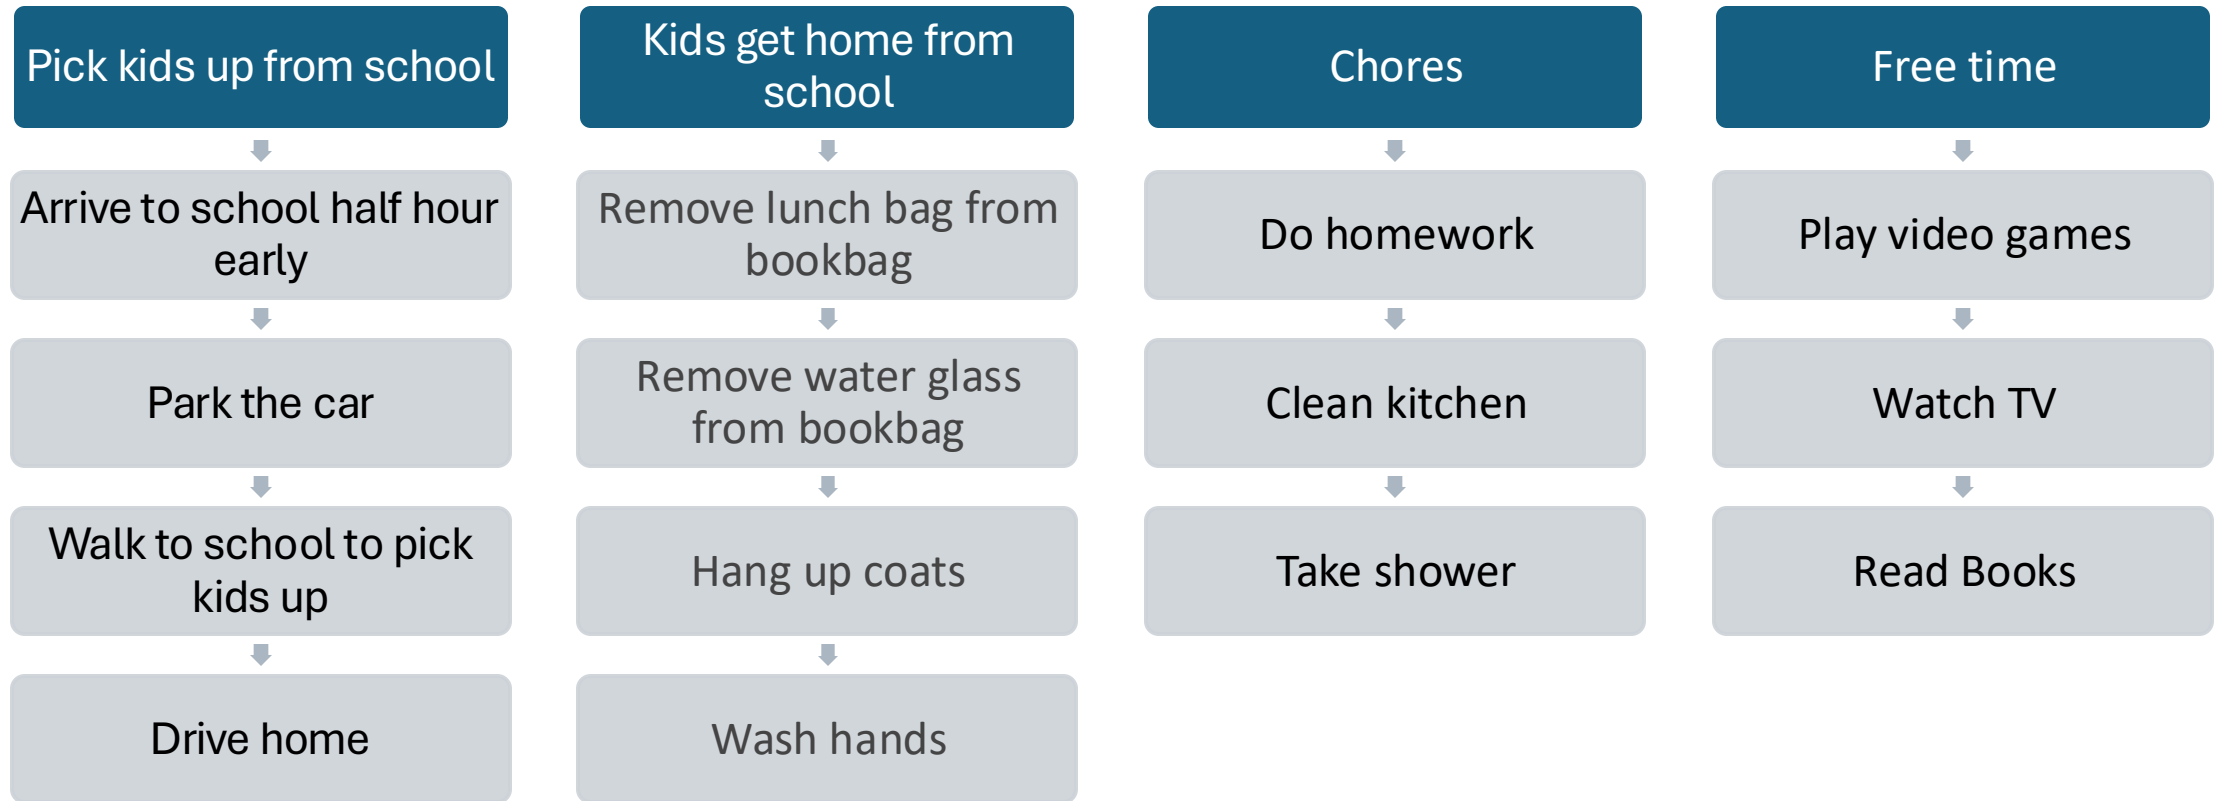 Pick kids up from school
Arrive to school half hour
early
Park the car
Walk to school to pick
kids up
Drive home
Kids get home from
school
Remove lunch bag from
bookbag
Remove water glass
from bookbag
Hang up coats
Wash hands
Chores
Do homework
Clean kitchen
Take shower
Free time
Play video games
Watch TV
Read Books